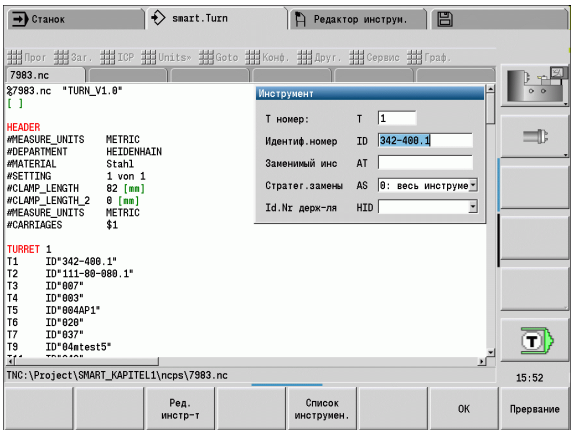 Станок
smart.Turn
Редактор инструм.
Прог Заг. ICP Units» Goto Конф. Друг. Сервис Граф.
7983.nc
%7983.nc "TURN_V1.0"
[ ]
HEADER
#MEASURE_UNITS METRIC
#DEPARTMENT HEIDENHAIN
#MATERIAL Stahl
#SETTING 1 von 1
#CLAMP_LENGTH 82 [mm]
#CLAMP_LENGTH_2 0 [mm]
#MEASURE_UNITS METRIC
#CARRIAGES $1
TURRET 1
T1 ID"342-400.1"
T2 ID"111-80-080.1"
T3 ID"007"
T4 ID"003"
T5 ID"004AP1"
T6 ID"020"
T7 ID"037"
T9 ID"04mtest5"
Инструмент
T номер: T 1
Идентиф.номер ID 342-400.1
Заменимый инс AT
Стратег.замены AS 0: весь инструме
Id.Nr держ-ля HID
T
TNC:\Project\SMART_KAPITEL1\ncps\7983.nc
15:52
Ред. инстр-т
Список инструмен.
OK
Прерванние